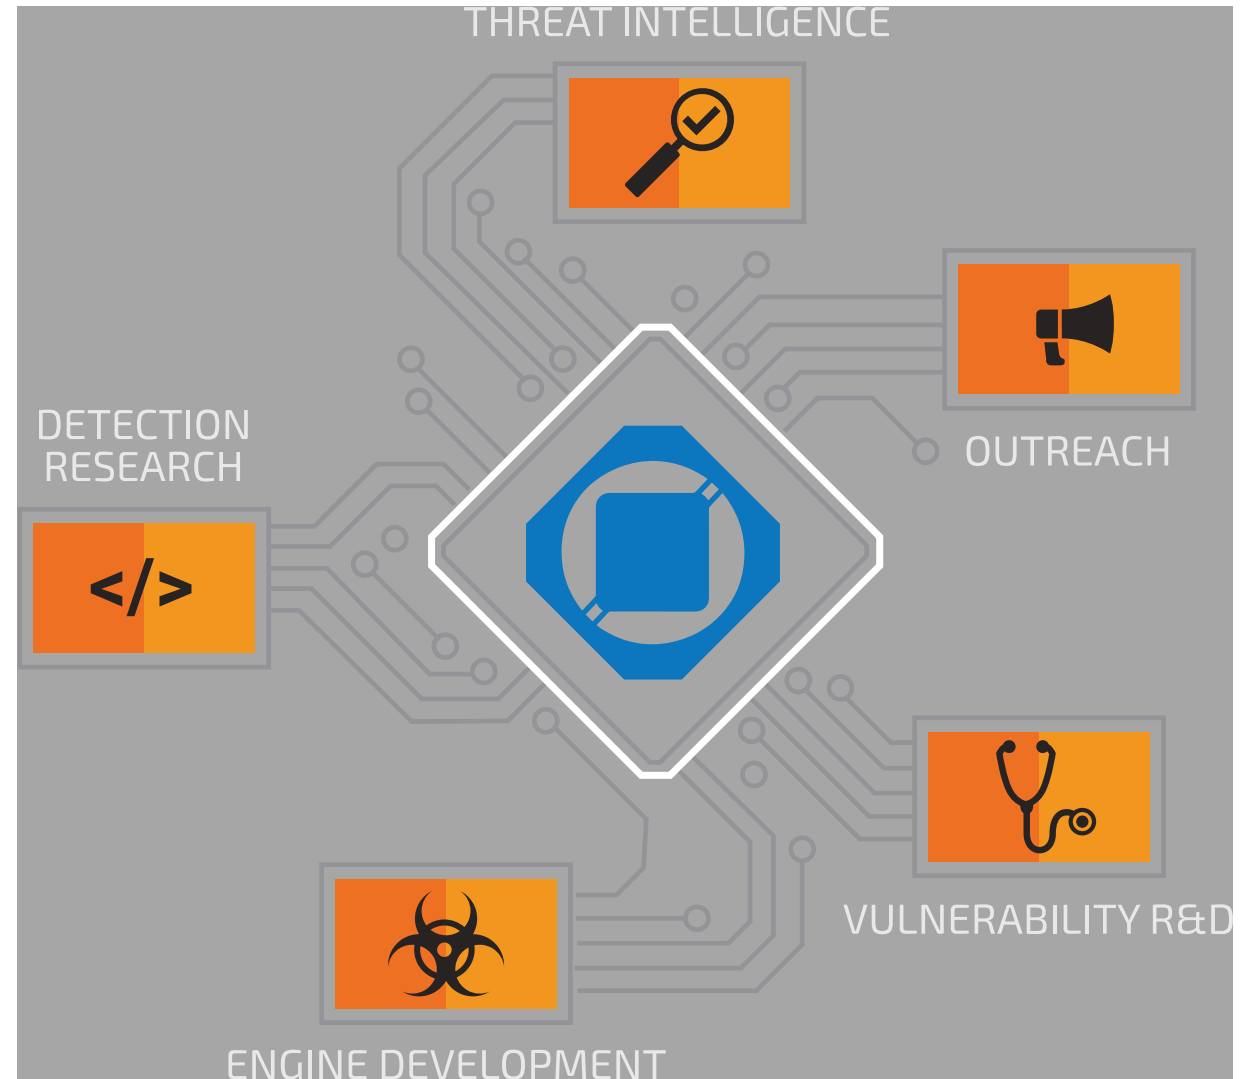 THREAT INTELLIGENCE
DETECTION
RESEARCH
OUTREACH
</>
VULNERABILITY R&D
ENGINE DEVELOPMENT